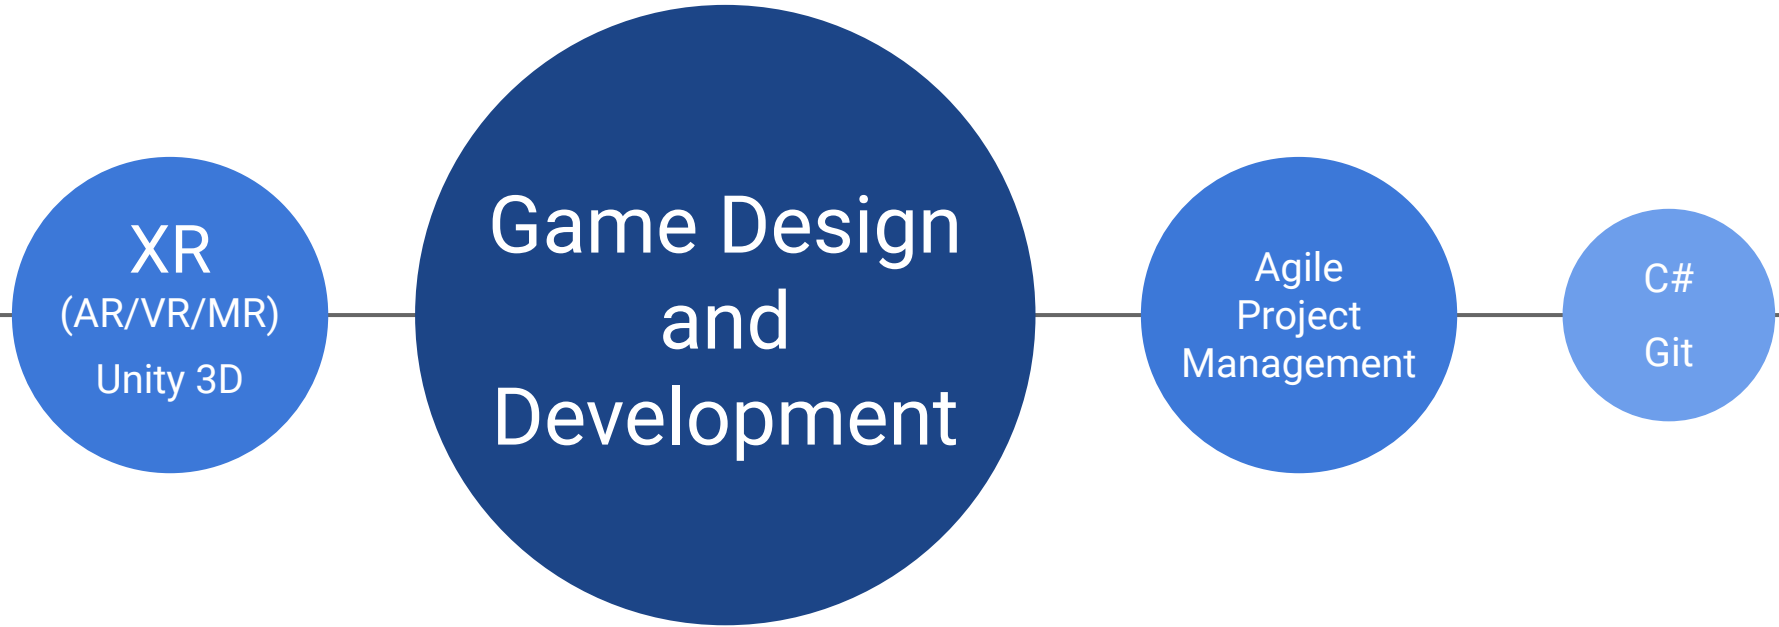 XR
(AR/VR/MR)
Unity 3D
Game Design
and
Development
Agile
Project
Management
C#
Git